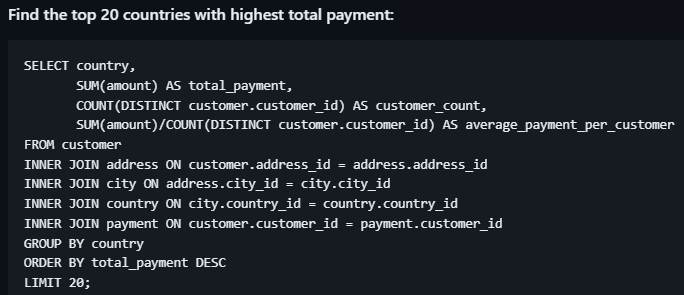 Find the top 20 countries with highest total payment:
SELECT country,
SUM(amount) AS total_payment,
COUNT(DISTINCT customer.customer_id) AS customer_count,
SUM(amount)/COUNT(DISTINCT customer.customer_id) AS average_payment_per_customer
FROM customer
INNER JOIN address ON customer.address_id = address.address_id
INNER JOIN city ON address.city_id = city.city_id
INNER JOIN country ON city.country_id = country.country_id
INNER JOIN payment ON customer.customer_id = payment.customer_id
GROUP BY country
ORDER BY total_payment DESC
LIMIT 20;